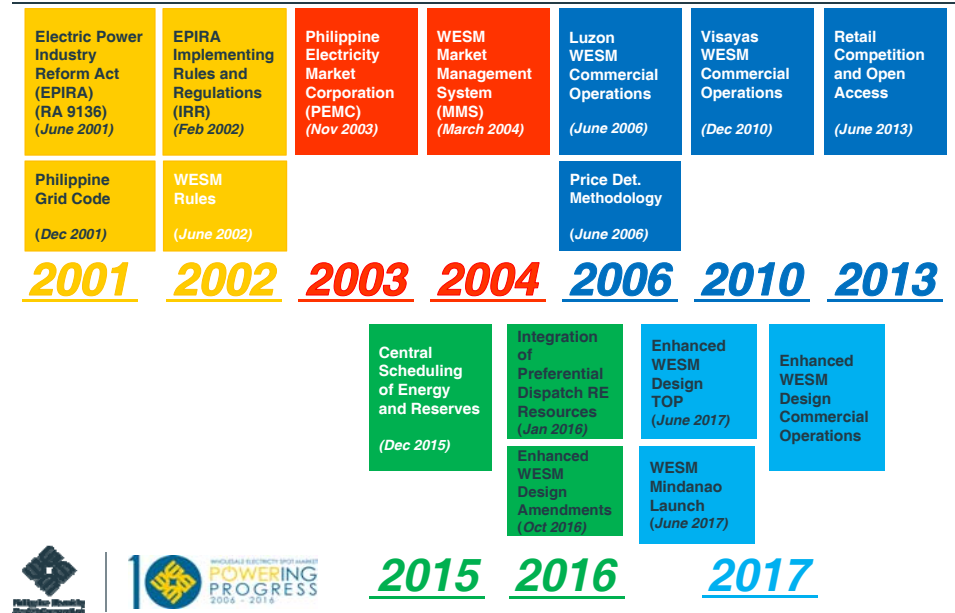 Electric Power
Industry
Reform Act
(EPIRA)
(RA 9136)
(June 2001)
EPIRA
Implementing
Rules and
Regulations
(IRR)
(Feb 2002)
Philippine
Electricity
Market
Corporation
(PEMC)
(Nov 2003)
WESM
Market
Management
System
(MMS)
(March 2004)
Luzon
WESM
Commercial
Operations
(June 2006)
Visayas
WESM
Commercial
Operations
(Dec 2010)
Retail
Competition
and Open
Access
(June 2013)
Philippine
Grid Code
(Dec 2001)
WESM
Rules
(June 2002)
Price Det.
Methodology
(June 2006)
2001
2002
2003
2004
2006
2010
2013
Central
Scheduling
of Energy
and Reserves
(Dec 2015)
Integration
of
Preferential
Dispatch RE
Resources
(Jan 2016)
Enhanced
WESM
Design
TOP
(June 2017)
Enhanced
WESM
Design
Commercial
Operations
Enhanced
WESM
Design
Amendments
(Oct 2016)
WESM
Mindanao
Launch
(June 2017)
2015
2016
2017
Philippine Electricity
Market Corporation
10
WHOLESALE ELECTRICITY SPOT MARKET
POWERING
PROGRESS
2006 - 2016